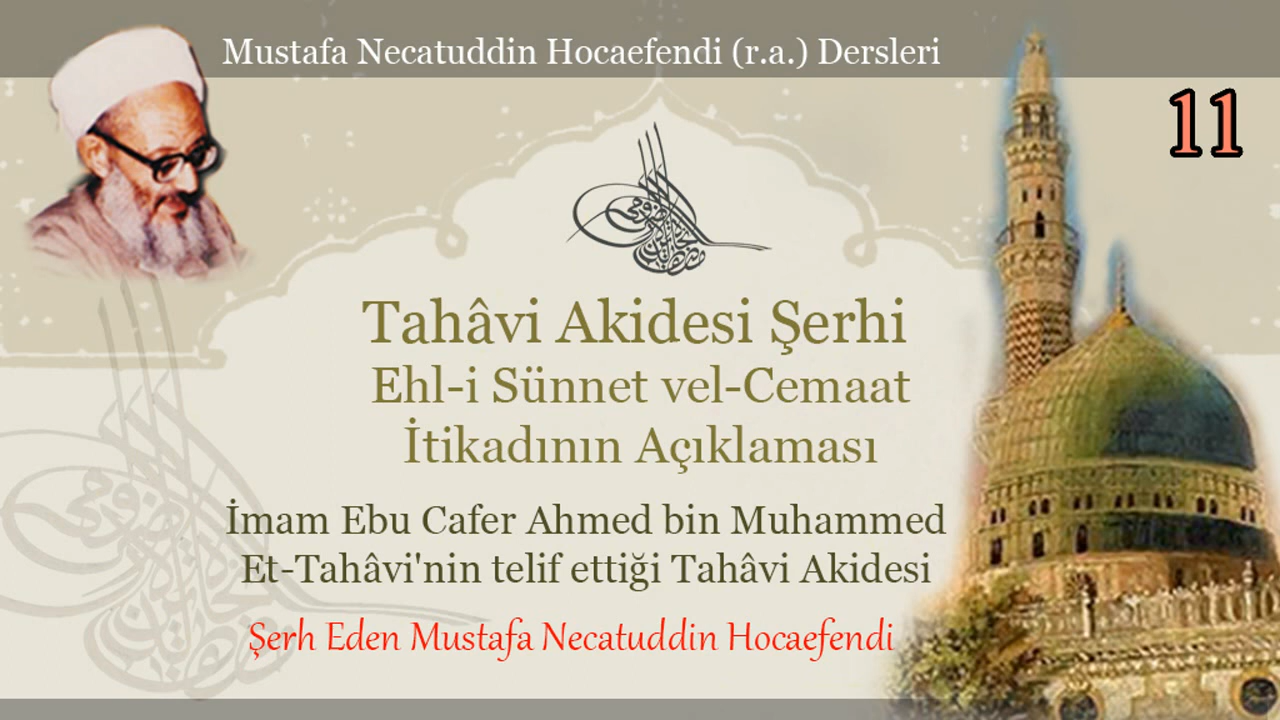 Mustafa Necatuddin Hocaefendi (r.a.) Dersleri
11
Tahâvi Akidesi Şerhi
Ehl-i Sünnet vel-Cemaat
İtikadının Açıklaması
İmam Ebu Cafer Ahmed bin Muhammed
Et-Tahâvi'nin telif ettiği Tahâvi Akidesi
Şerh Eden Mustafa Necatuddin Hocaefendi